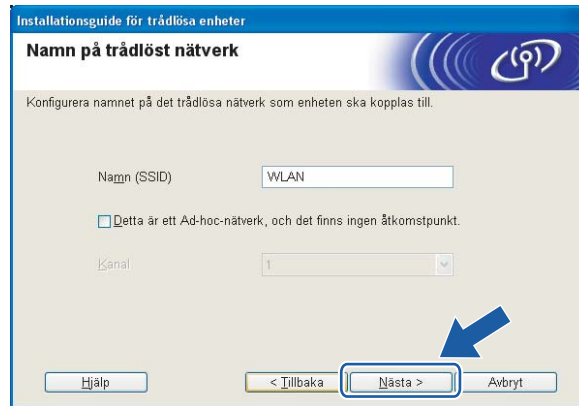 Installationsguide för trådlösa enheter
Namn på trådlöst nätverk
Konfigurera namnet på det trådlösa nätverk som enheten ska kopplas till.
Namn (SSID) WLAN
Detta är ett Ad-hoc-nätverk, och det finns ingen åtkomstpunkt.
Kanal 1
Hjälp < Tillbaka Nästa > Avbryt